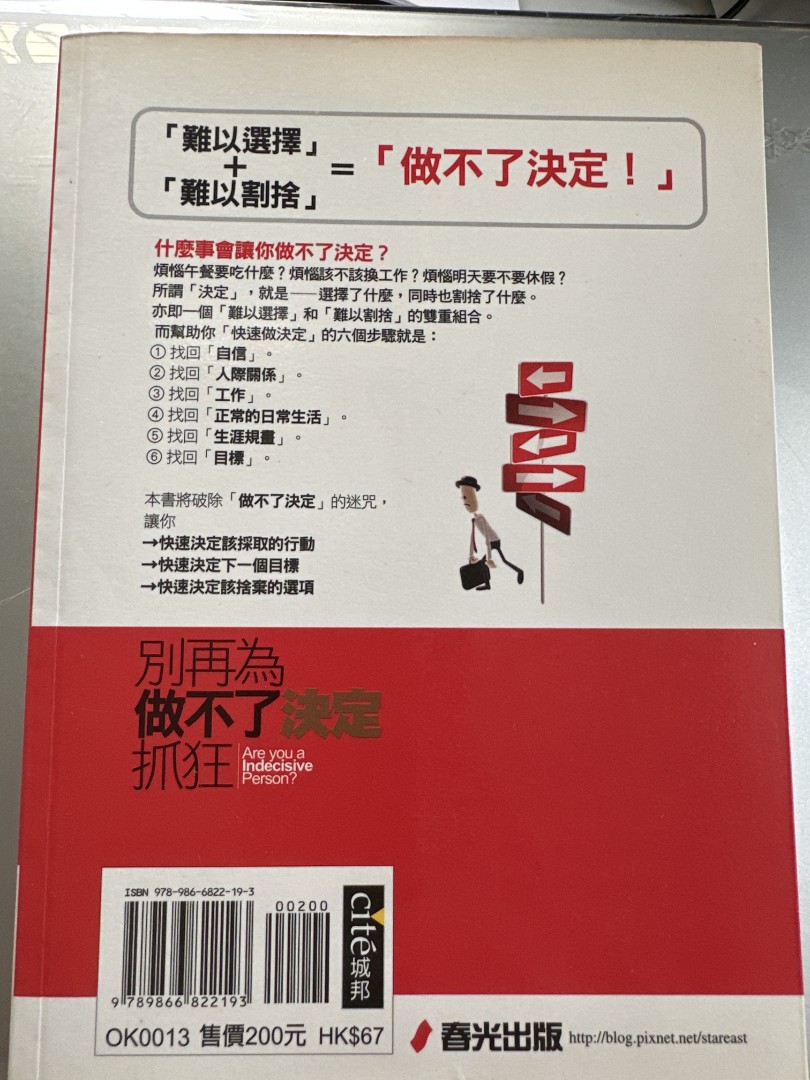 「難以選擇」
+
「難以割捨」
=「做不了決定！」
什麼事會讓你做不了決定？
煩惱午餐要吃什麼？煩惱該不該換工作？煩惱明天要不要休假？
所謂「決定」，就是──選擇了什麼，同時也割捨了什麼。
亦即一個「難以選擇」和「難以割捨」的雙重組合。
而幫助你「快速做決定」的六個步驟就是：
① 找回「自信」。
② 找回「人際關係」。
③ 找回「工作」。
④ 找回「正常的日常生活」。
⑤ 找回「生涯規畫」。
⑥ 找回「目標」。
本書將破除「做不了決定」的迷咒，
讓你
→快速決定該採取的行動
→快速決定下一個目標
→快速決定該捨棄的選項
別再為
做不了決定
抓狂
Are you a
Indecisive
Person?
ISBN 978-986-6822-19-3
00200
9 789866 822193
cité城邦
OK0013 售價200元 HK$67
春光出版 http://blog.pixnet.net/stareast